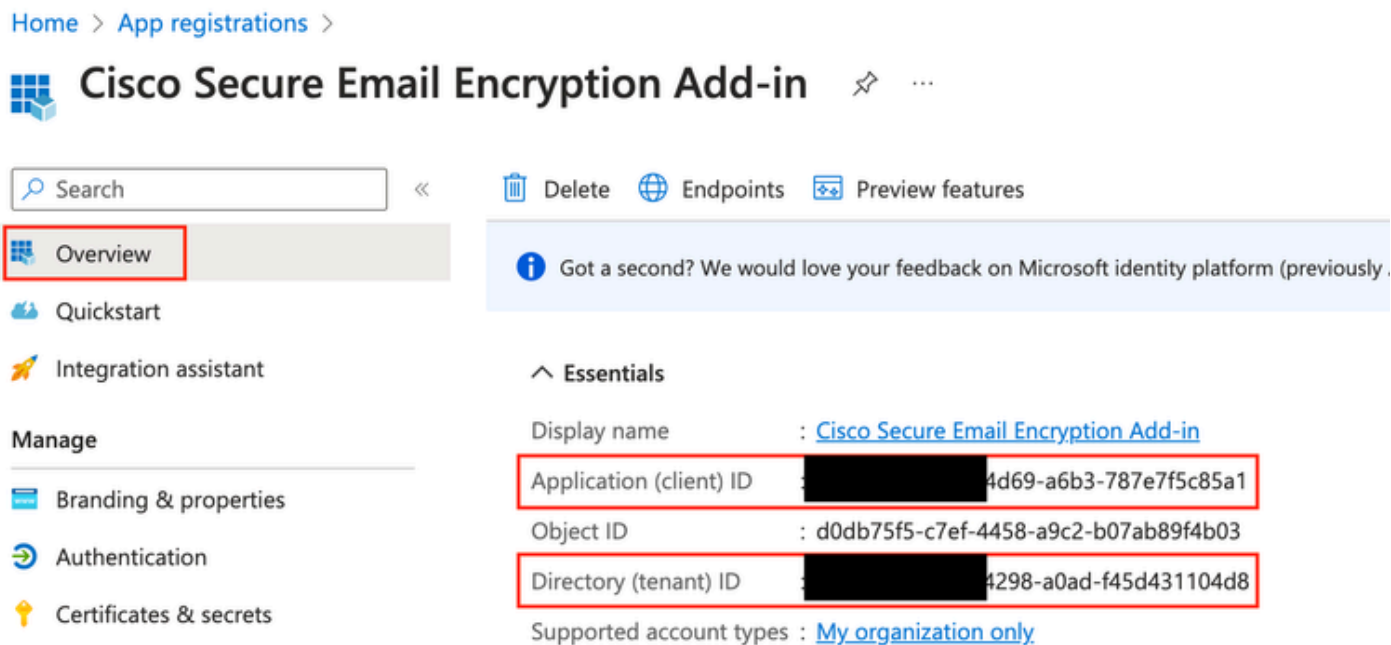 Home > App registrations >
Cisco Secure Email Encryption Add-in ...
Search «
Delete Endpoints Preview features
Overview
Got a second? We would love your feedback on Microsoft identity platform (previously
Quickstart
Integration assistant
Essentials
Manage
Display name : Cisco Secure Email Encryption Add-in
Application (client) ID : 4d69-a6b3-787e7f5c85a1
Branding & properties
Object ID : d0db75f5-c7ef-4458-a9c2-b07ab89f4b03
Authentication
Directory (tenant) ID : 4298-a0ad-f45d431104d8
Certificates & secrets
Supported account types : My organization only